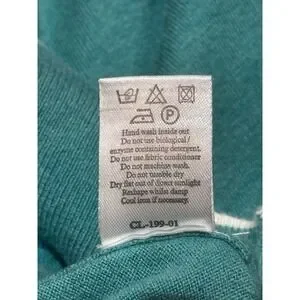 P
Hand wash inside out
Do not use biological /
enzyme containing detergent.
Do not use fabric conditioner
Do not machine wash.
Do not tumble dry
Dry flat out of direct sunlight
Reshape whilst damp
Cool iron if necessary.
CL-199-01